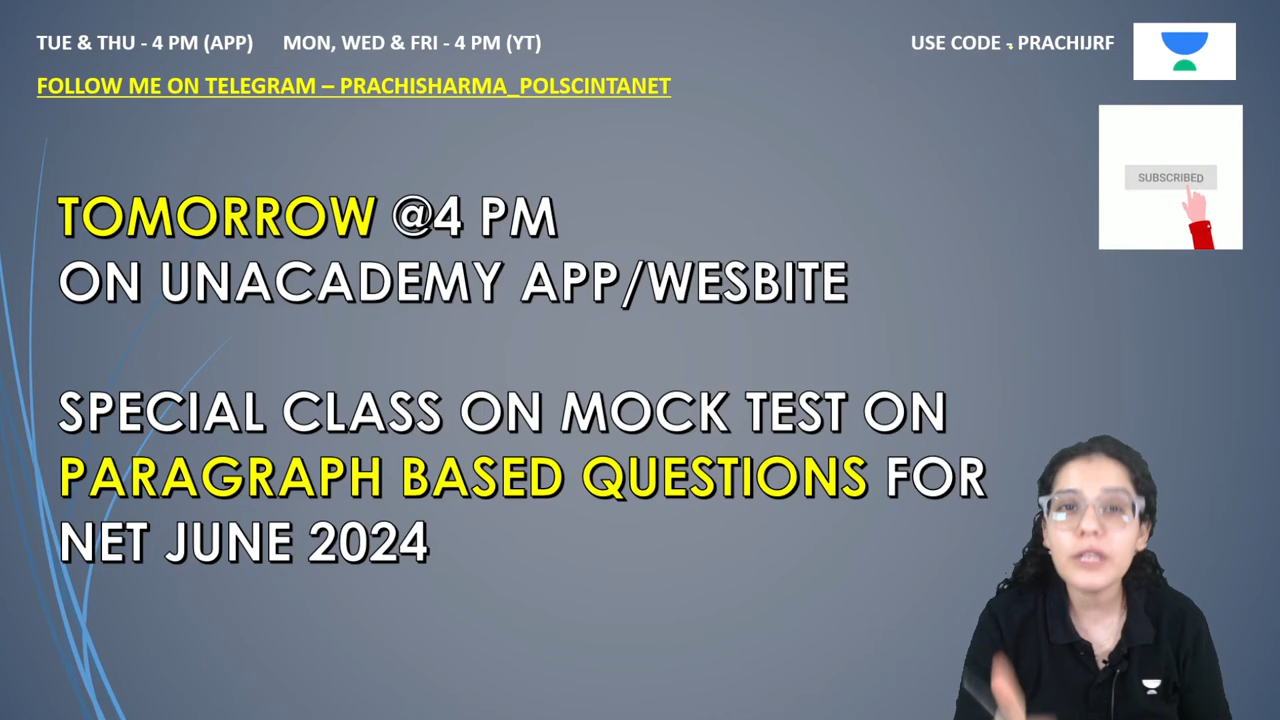 TUE & THU - 4 PM (APP) MON, WED & FRI - 4 PM (YT)
USE CODE - PRACHIJRF
FOLLOW ME ON TELEGRAM – PRACHISHARMA_POLSCINTANET
SUBSCRIBED
TOMORROW @4 PM
ON UNACADEMY APP/WESBITE
SPECIAL CLASS ON MOCK TEST ON
PARAGRAPH BASED QUESTIONS FOR
NET JUNE 2024